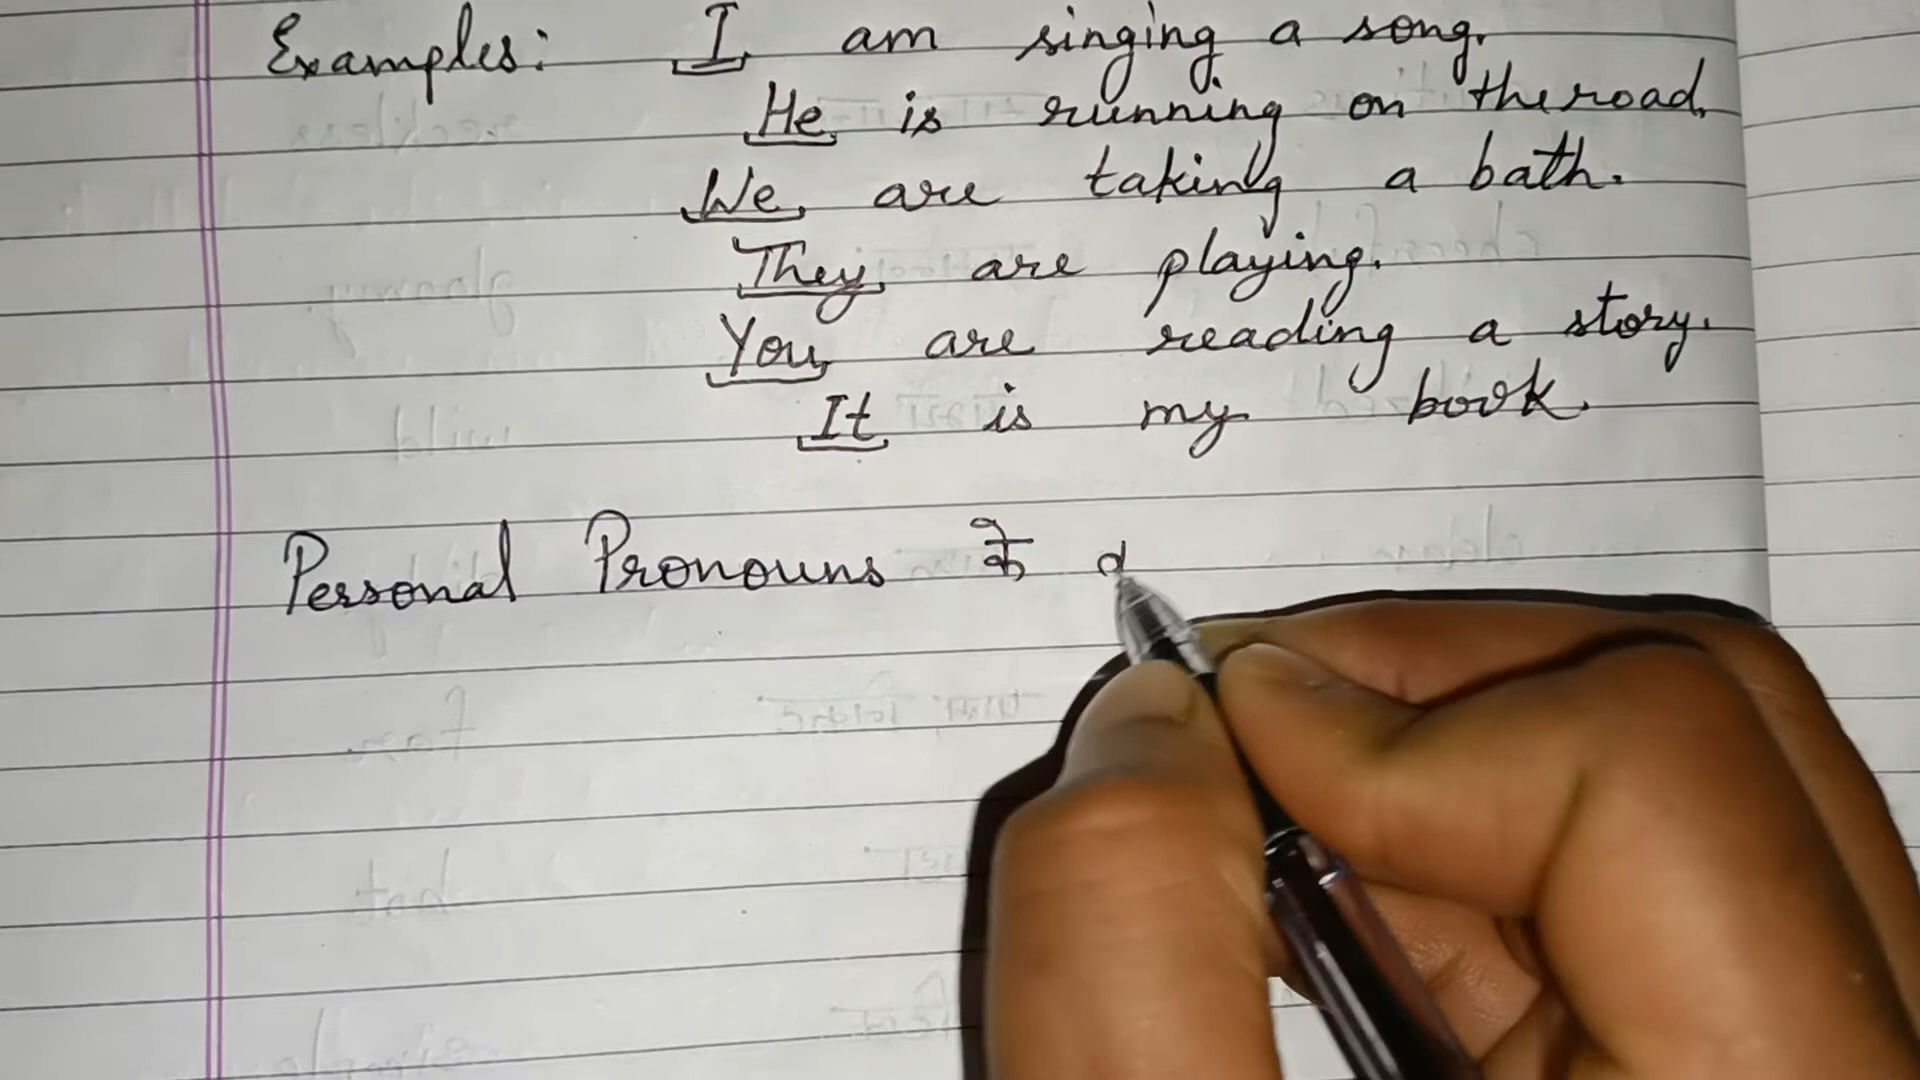 Examples: I am singing a song.
He is running on the road.
We are taking a bath.
They are playing.
You are reading a story.
It is my book.
Personal Pronouns के